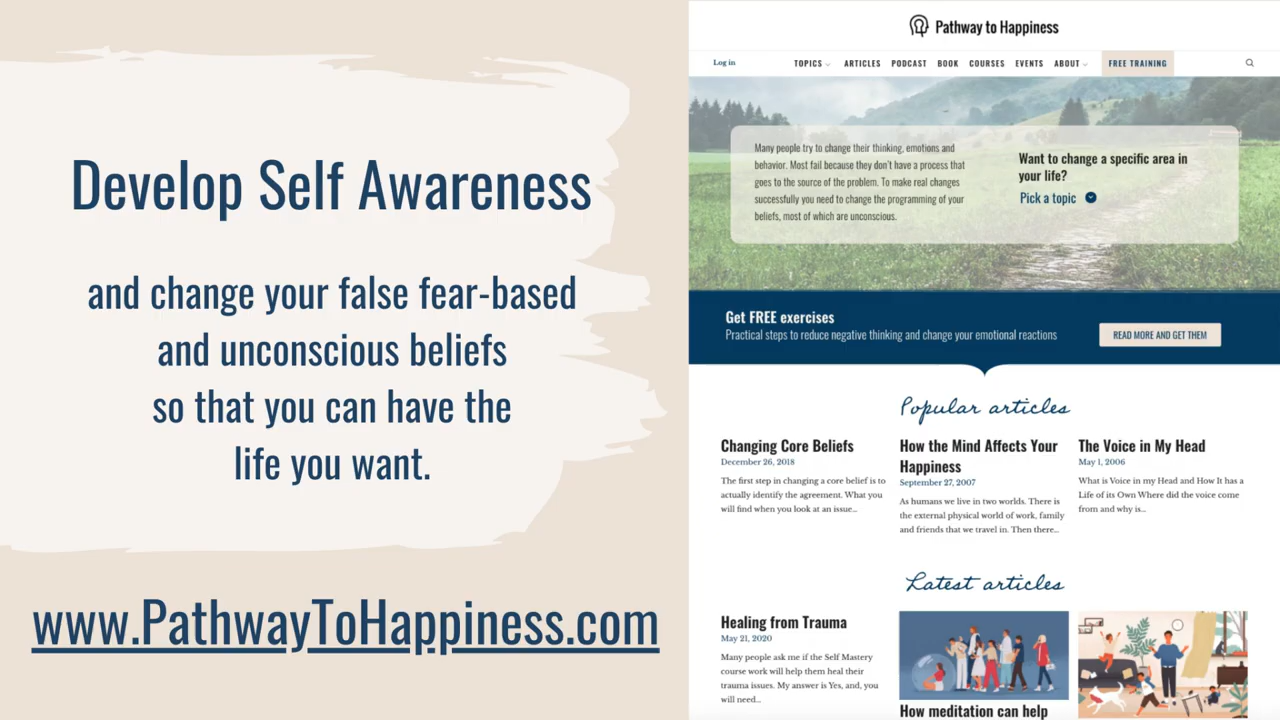 Develop Self Awareness
and change your false fear-based
and unconscious beliefs
so that you can have the
life you want.
www.PathwayToHappiness.com
Pathway to Happiness
Log in
TOPICS
ARTICLES
PODCAST
BOOK
COURSES
EVENTS
ABOUT
FREE TRAINING
Many people try to change their thinking, emotions and
behavior. Most fail because they don't have a process that
goes to the source of the problem. To make real changes
successfully you need to change the programming of your
beliefs, most of which are unconscious.
Want to change a specific area in
your life?
Pick a topic
Get FREE exercises
Practical steps to reduce negative thinking and change your emotional reactions
READ MORE AND GET THEM
Popular articles
Changing Core Beliefs
December 26, 2018
The first step in changing a core belief is to
actually identify the agreement. What you
will find when you look at an issue...
How the Mind Affects Your
Happiness
September 27, 2007
As humans we live in two worlds. There is
the external physical world of work, family
and friends that we travel in. Then there...
The Voice in My Head
May 1, 2006
What is Voice in my Head and How It has a
Life of its Own Where did the voice come
from and why is...
Latest articles
Healing from Trauma
May 21, 2020
Many people ask me if the Self Mastery
course work will help them heal their
trauma issues. My answer is Yes, and, you
will need...
How meditation can help